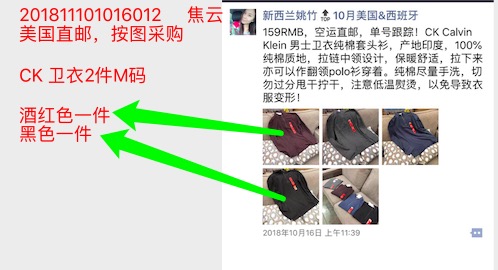 201811101016012 焦云
美国直邮，按图采购
CK 卫衣2件M码
酒红色一件
黑色一件
新西兰姚竹 🔝 10月美国&西班牙
159RMB，空运直邮，单号跟踪！CK Calvin
Klein 男士卫衣纯棉套头衫，产地印度，100%
纯棉质地，拉链中领设计，保暖舒适，拉下来
亦可以作翻领polo衫穿着。纯棉尽量手洗，切
勿过分甩干拧干，注意低温熨烫，以免导致衣
服变形！
2018年10月16日 上午11:39